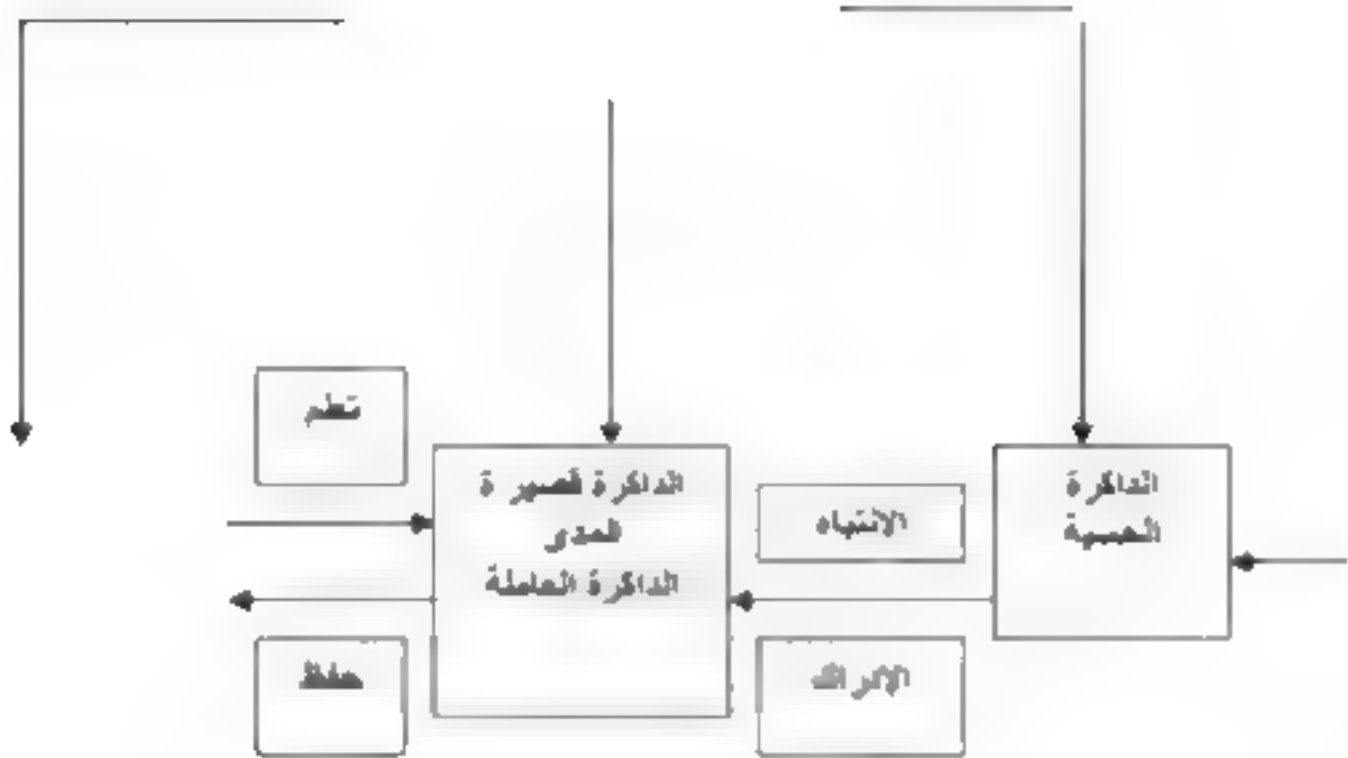 الذاكرة
الحسية
الانتباه
الإدراك
الذاكرة قصيرة
المدى
الذاكرة العاملة
تعلم
حفظ